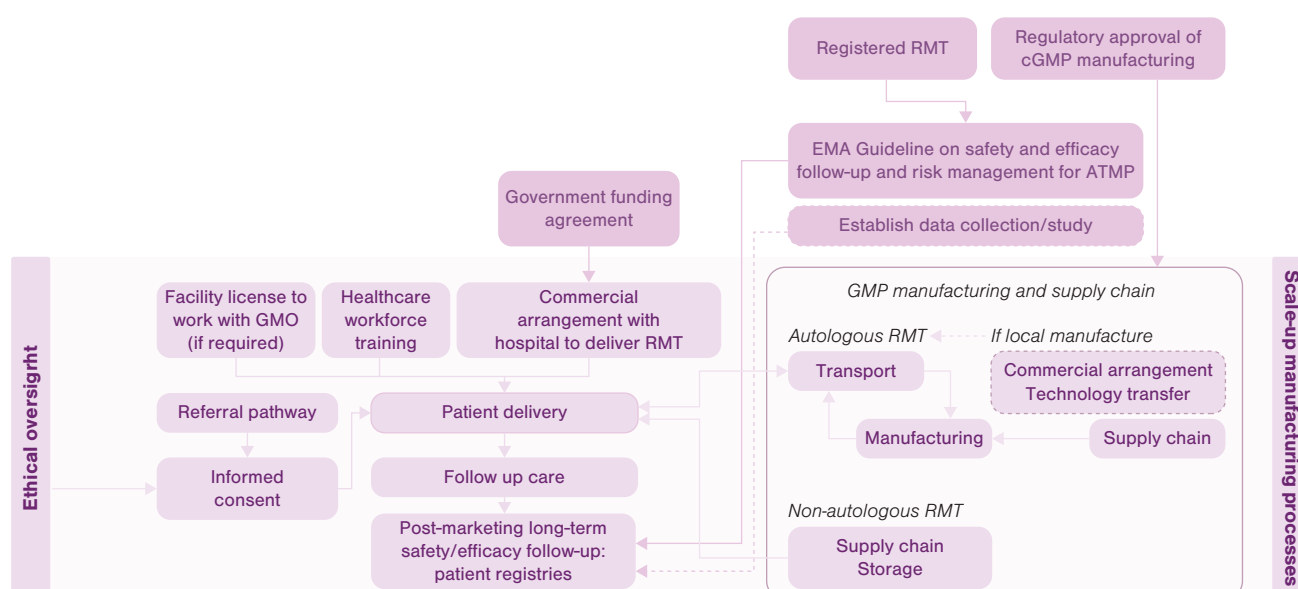 Registered RMT
Regulatory approval of
cGMP manufacturing
EMA Guideline on safety and efficacy
follow-up and risk management for ATMP
Government funding
agreement
Establish data collection/study
Ethical oversigrht
Facility license to
work with GMO
(if required)
Healthcare
workforce
training
Commercial
arrangement with
hospital to deliver RMT
Referral pathway
Patient delivery
Informed
consent
Follow up care
Post-marketing long-term
safety/efficacy follow-up:
patient registries
GMP manufacturing and supply chain
Autologous RMT
If local manufacture
Transport
Commercial arrangement
Technology transfer
Manufacturing
Supply chain
Non-autologous RMT
Supply chain
Storage
Scale-up manufacturing processes